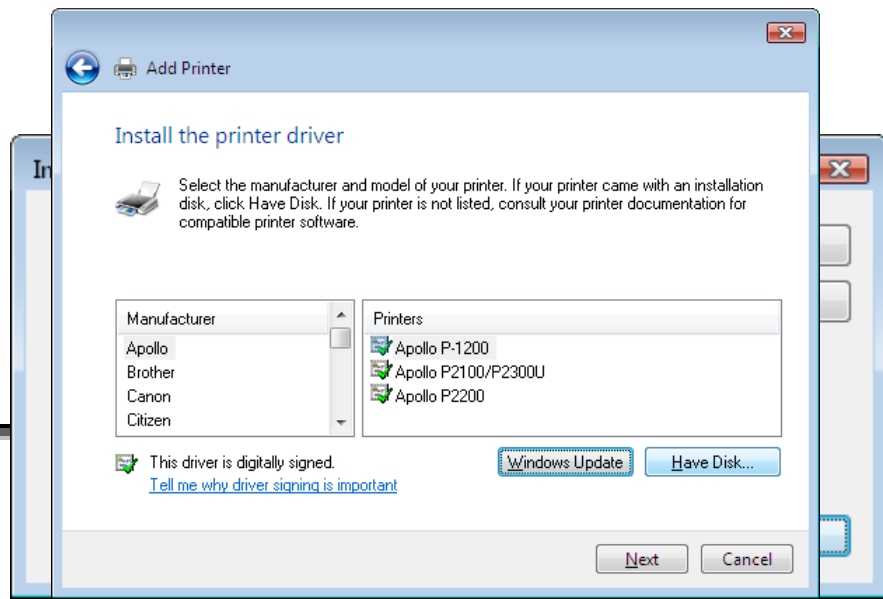 Add Printer
Install the printer driver
Select the manufacturer and model of your printer. If your printer came with an installation
disk, click Have Disk. If your printer is not listed, consult your printer documentation for
compatible printer software.
Manufacturer
Apollo
Brother
Canon
Citizen
Printers
Apollo P-1200
Apollo P2100/P2300U
Apollo P2200
This driver is digitally signed.
Tell me why driver signing is important
Windows Update
Have Disk...
Next
Cancel